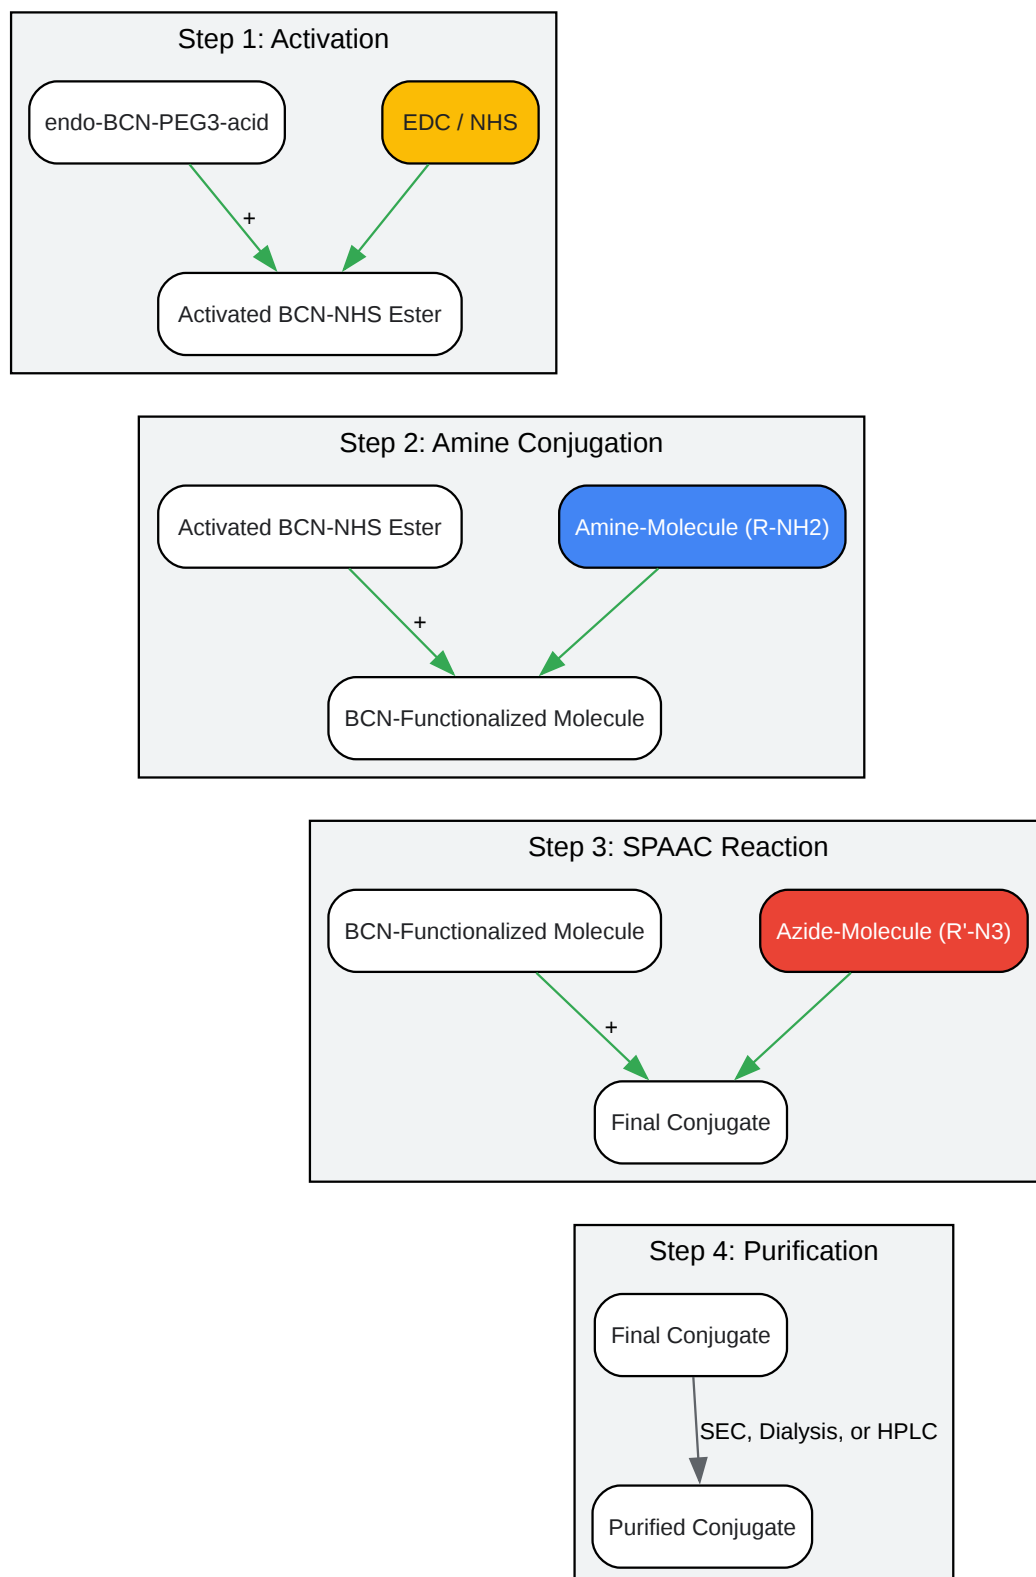 Step 1: Activation
endo-BCN-PEG3-acid
EDC / NHS
+
Activated BCN-NHS Ester
Step 2: Amine Conjugation
Activated BCN-NHS Ester
Amine-Molecule (R-NH2)
+
BCN-Functionalized Molecule
Step 3: SPAAC Reaction
BCN-Functionalized Molecule
Azide-Molecule (R'-N3)
+
Final Conjugate
Step 4: Purification
Final Conjugate
SEC, Dialysis, or HPLC
Purified Conjugate